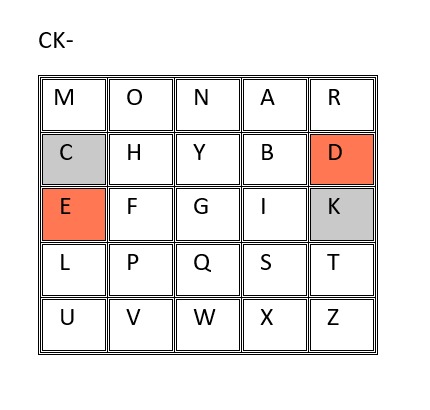 CK-
M O N A R
C H Y B D
E F G I K
L P Q S T
U V W X Z